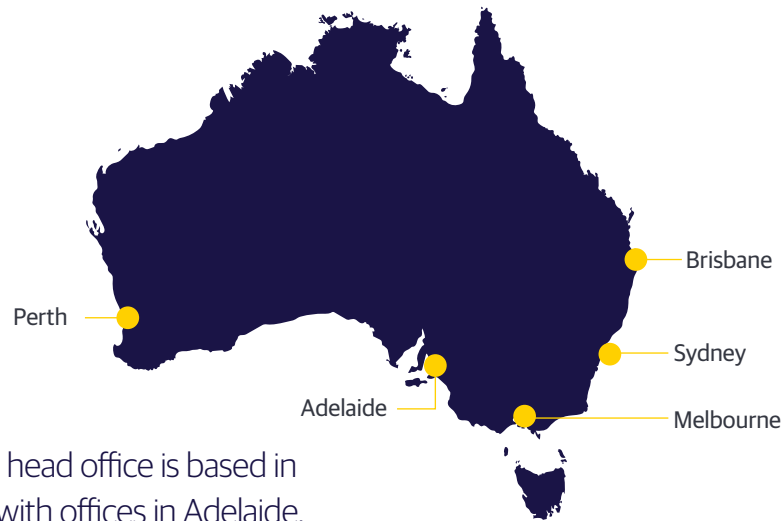 Brisbane
Perth
Sydney
Adelaide
Melbourne
head office is based in
with offices in Adelaide,